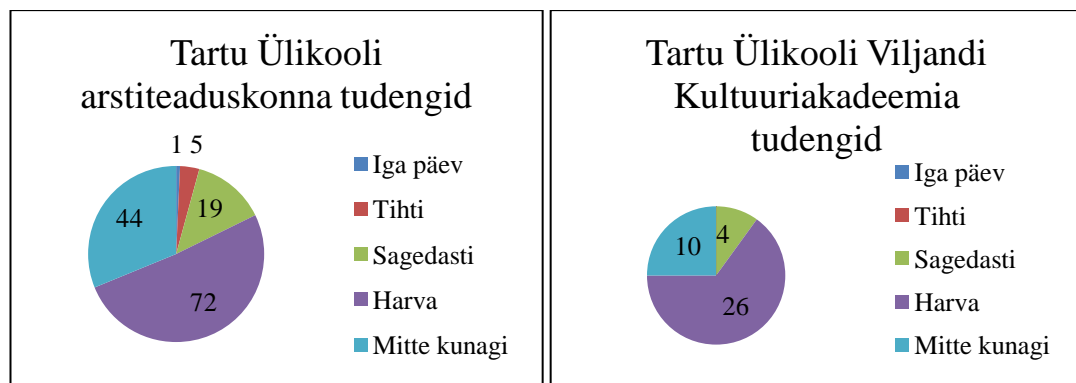 Tartu Ülikooli
arstiteaduskonna tudengid
1 5
19
44
72
Iga päev
Tihti
Sagedasti
Harva
Mitte kunagi
Tartu Ülikooli Viljandi
Kultuuriakadeemia
tudengid
4
10
26
Iga päev
Tihti
Sagedasti
Harva
Mitte kunagi